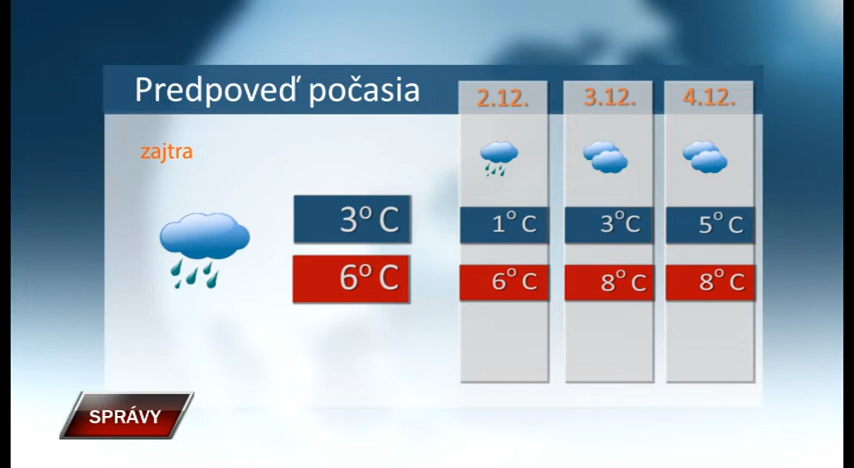 Predpoveď počasia
zajtra
3° C
6° C
2.12.
1° C
6° C
3.12.
3°C
8° C
4.12.
5° C
8° C
SPRÁVY